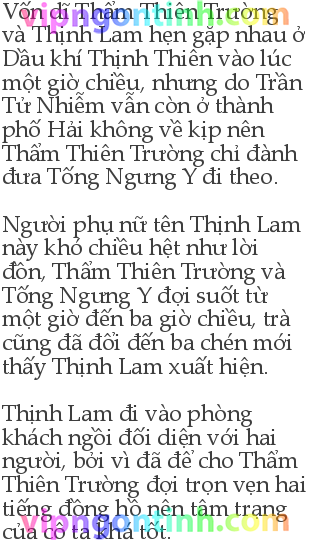 Vốn dĩ Thẩm Thiên Trường
và Thịnh Lam hẹn gặp nhau ở
Dầu khí Thịnh Thiên vào lúc
một giờ chiều, nhưng do Trần
Tử Nhiễm vẫn còn ở thành
phố Hải không về kịp nên
Thẩm Thiên Trường chỉ đành
đưa Tống Ngưng Y đi theo.

Người phụ nữ tên Thịnh Lam
này khó chiều hệt như lời
đồn, Thẩm Thiên Trường và
Tống Ngưng Y đợi suốt từ
một giờ đến ba giờ chiều, trà
cũng đã đổi đến ba chén mới
thấy Thịnh Lam xuất hiện.

Thịnh Lam đi vào phòng
khách ngồi đối diện với hai
người, bởi vì đã để cho Thẩm
Thiên Trường đợi trọn vẹn hai
tiếng đồng hồ nên tâm trạng
của cô ta khá tốt.
vipngontinh.com
vipngontinh.com